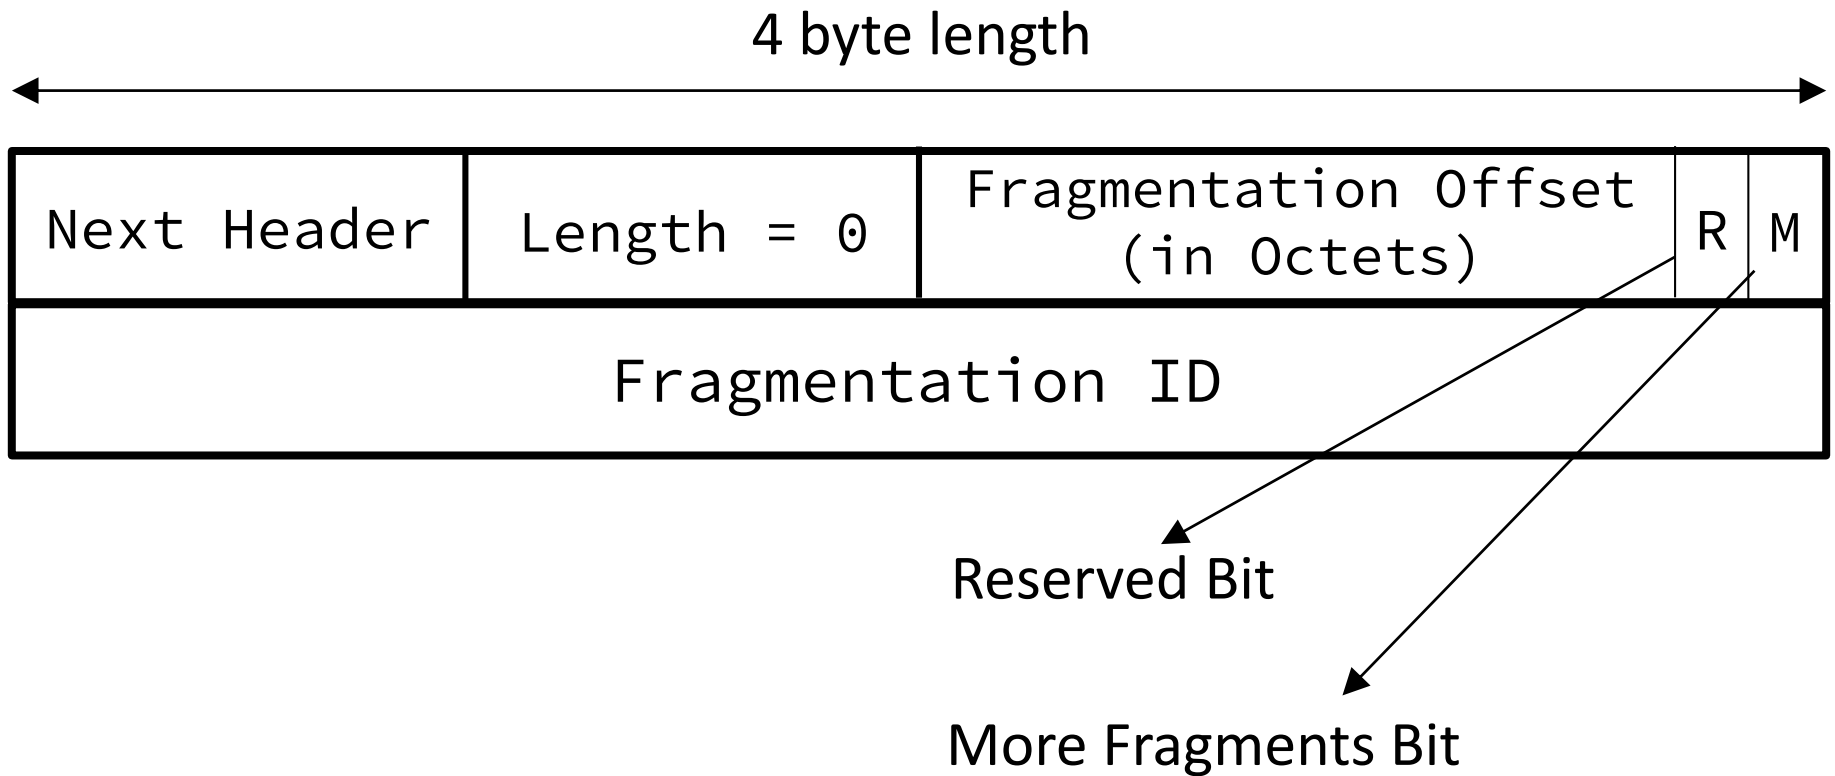 4 byte length
Next Header
Length = 0
Fragmentation Offset
(in Octets)
R
M
Fragmentation ID
Reserved Bit
More Fragments Bit